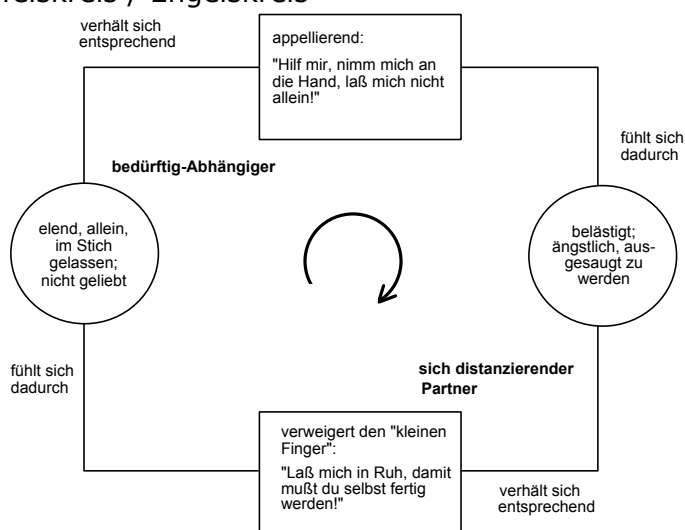 verhält sich
entsprechend
appellierend:
"Hilf mir, nimm mich an
die Hand, laß mich nicht
allein!"
fühlt sich
dadurch
bedürftig-Abhängiger
elend, allein,
im Stich
gelassen;
nicht geliebt
belästigt;
ängstlich, aus-
gesaugt zu
werden
fühlt sich
dadurch
sich distanzierender
Partner
verweigert den "kleinen
Finger":
"Laß mich in Ruh, damit
mußt du selbst fertig
werden!"
verhält sich
entsprechend